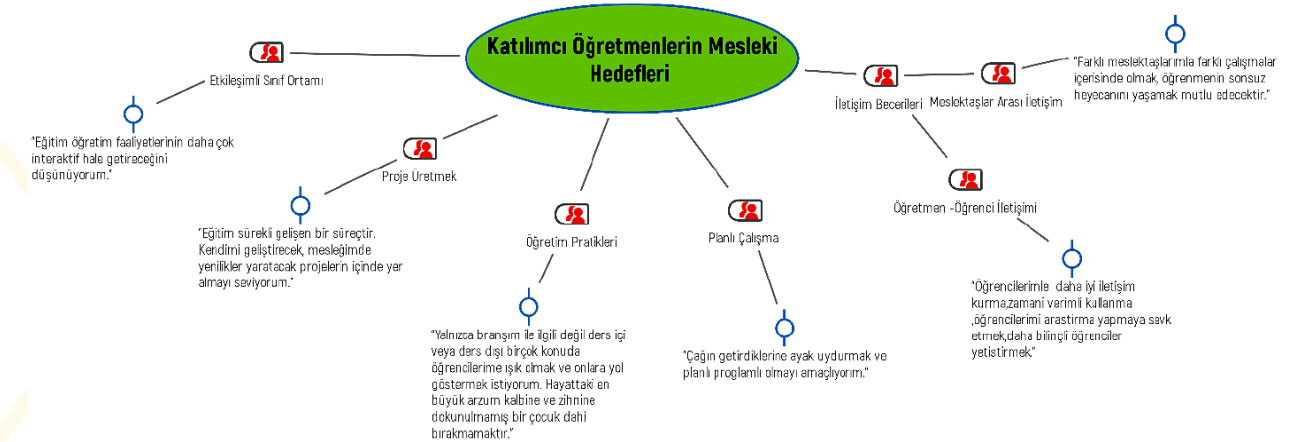 Katılımcı Öğretmenlerin Mesleki
Hedefleri
Etkileşimli Sınıf Ortamı
"Eğitim öğretim faaliyetlerinin daha çok
interaktif hale getireceğini
düşünüyorum."
Proje Üretmek
"Eğitim sürekli gelişen bir süreçtir.
Kendimi geliştirecek, mesleğimde
yenilikler yaratacak projelerin içinde yer
almayı seviyorum."
Öğretim Pratikleri
"Yalnızca branşım ile ilgili değil ders içi
veya ders dışı birçok konuda
öğrencilerime ışık olmak ve onlara yol
göstermek istiyorum. Hayattaki en
büyük arzum kalbine ve zihnine
dokunulmamış bir çocuk dahi
bırakmamaktır."
Planlı Çalışma
"Çağın getirdiklerine ayak uydurmak ve
planlı proglamlı olmayı amaçlıyorım."
İletişim Becerileri
Meslektaşlar Arası İletişim
"Farklı meslektaşlarımla farklı çalışmalar
içerisinde olmak, öğrenmenin sonsuz
heyecanını yaşamak mutlu edecektir."
Öğretmen -Öğrenci İletişimi
"Öğrencilerimle daha iyi iletişim
kurma,zamani verimli kullanma
,öğrencilerimi arastirma yapmaya sevk
etmek,daha bilinçli öğrenciler
yetistirmek."